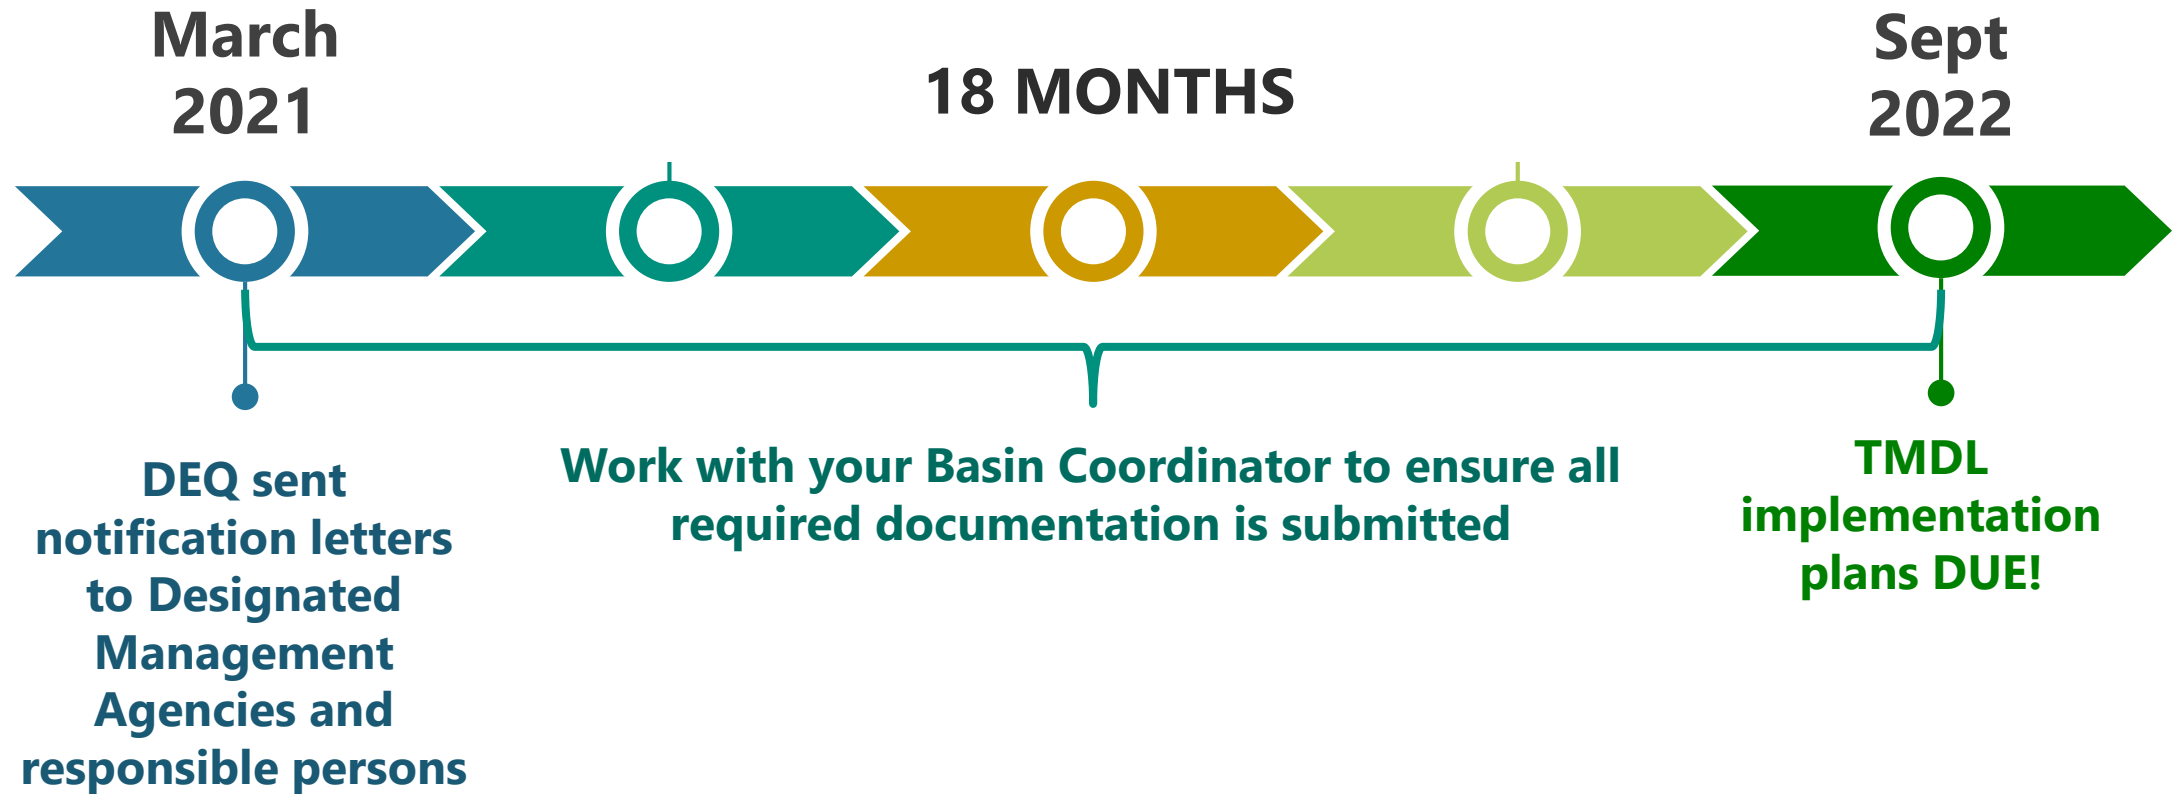 March
2021
18 MONTHS
Sept
2022
DEQ sent
notification letters
to Designated
Management
Agencies and
responsible persons
Work with your Basin Coordinator to ensure all
required documentation is submitted
TMDL
implementation
plans DUE!